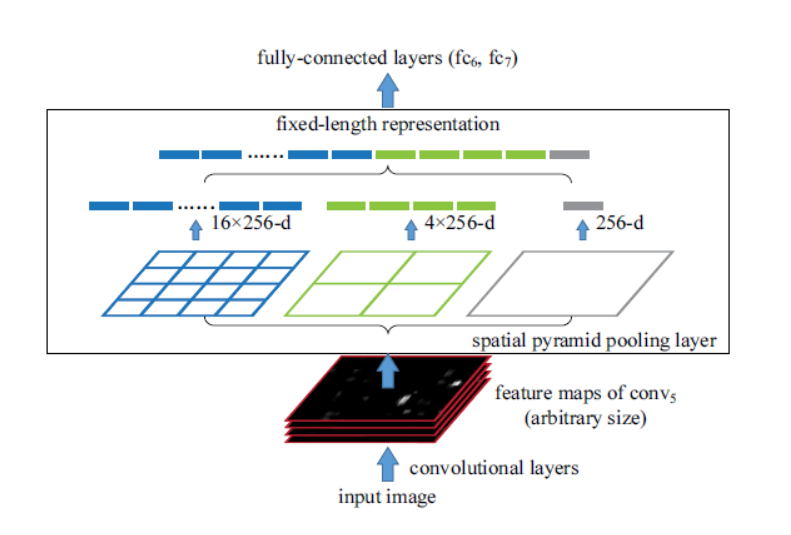 fully-connected layers (fc₆, fc₇)
fixed-length representation
......
......
16×256-d
4×256-d
256-d
spatial pyramid pooling layer
feature maps of conv₅
(arbitrary size)
convolutional layers
input image